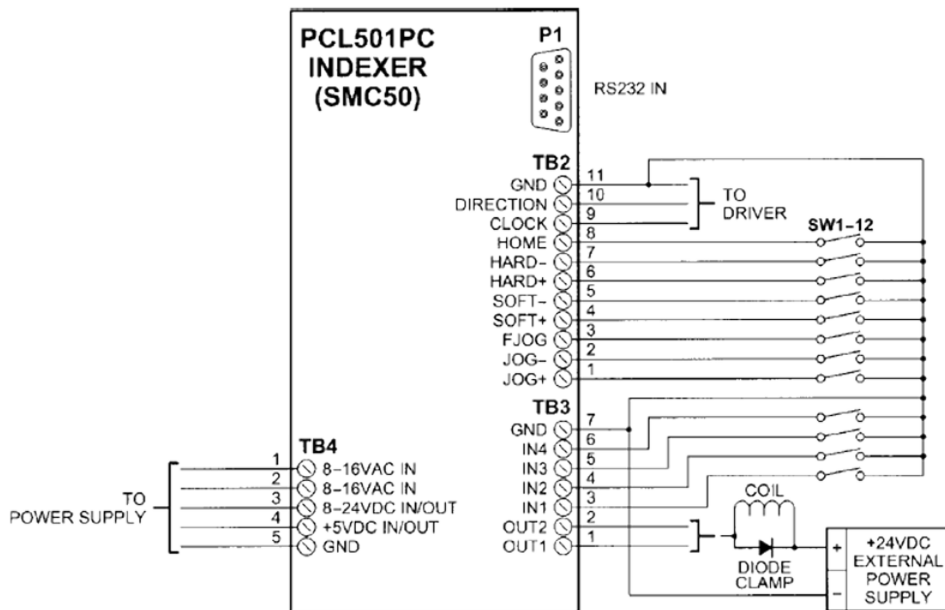 PCL501PC
INDEXER
(SMC50)
P1
RS232 IN
TB2
GND 11
DIRECTION 10
CLOCK 9
HOME 8
HARD- 7
HARD+ 6
SOFT- 5
SOFT+ 4
FJOG 3
JOG- 2
JOG+ 1
TO
DRIVER
SW1-12
TB3
GND 7
IN4 6
IN3 5
IN2 4
IN1 3
OUT2 2
OUT1 1
TB4
1 8-16VAC IN
2 8-16VAC IN
3 8-24VDC IN/OUT
4 +5VDC IN/OUT
5 GND
TO
POWER SUPPLY
COIL
DIODE
CLAMP
+ +24VDC
EXTERNAL
POWER
- SUPPLY